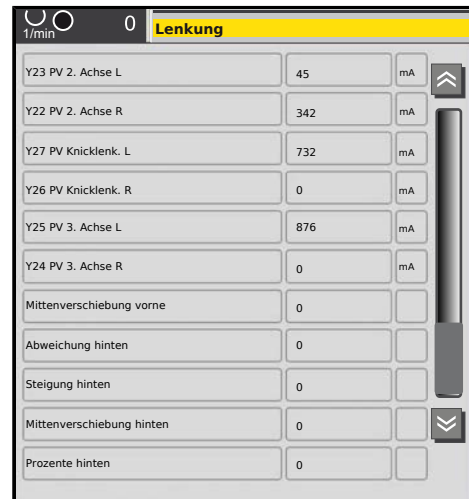 1/min 0 Lenkung
Y23 PV 2. Achse L 45 mA
Y22 PV 2. Achse R 342 mA
Y27 PV Knicklenk. L 732 mA
Y26 PV Knicklenk. R 0 mA
Y25 PV 3. Achse L 876 mA
Y24 PV 3. Achse R 0 mA
Mittenverschiebung vorne 0
Abweichung hinten 0
Steigung hinten 0
Mittenverschiebung hinten 0
Prozente hinten 0